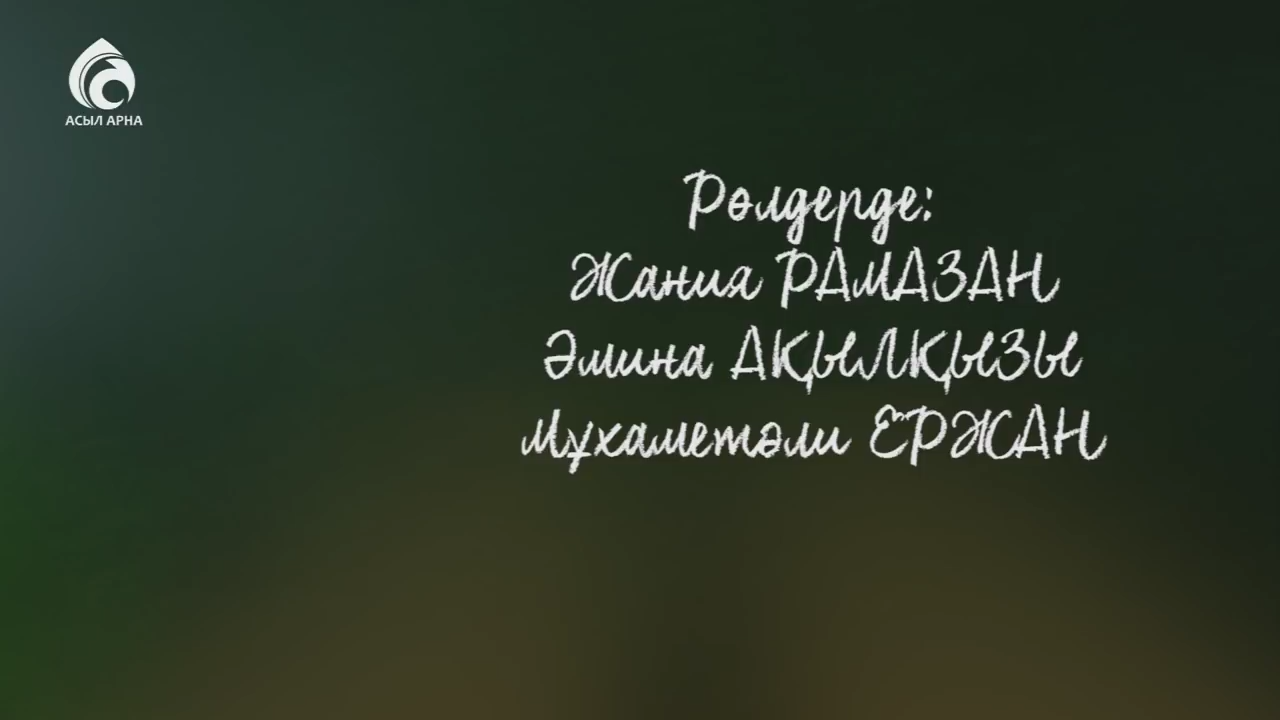 АСЫЛ АРНА
Рөлдерде:
Жания РАМАЗАН
Әмина АҚЫЛҚЫЗЫ
Мұхаметәли ЕРЖАН